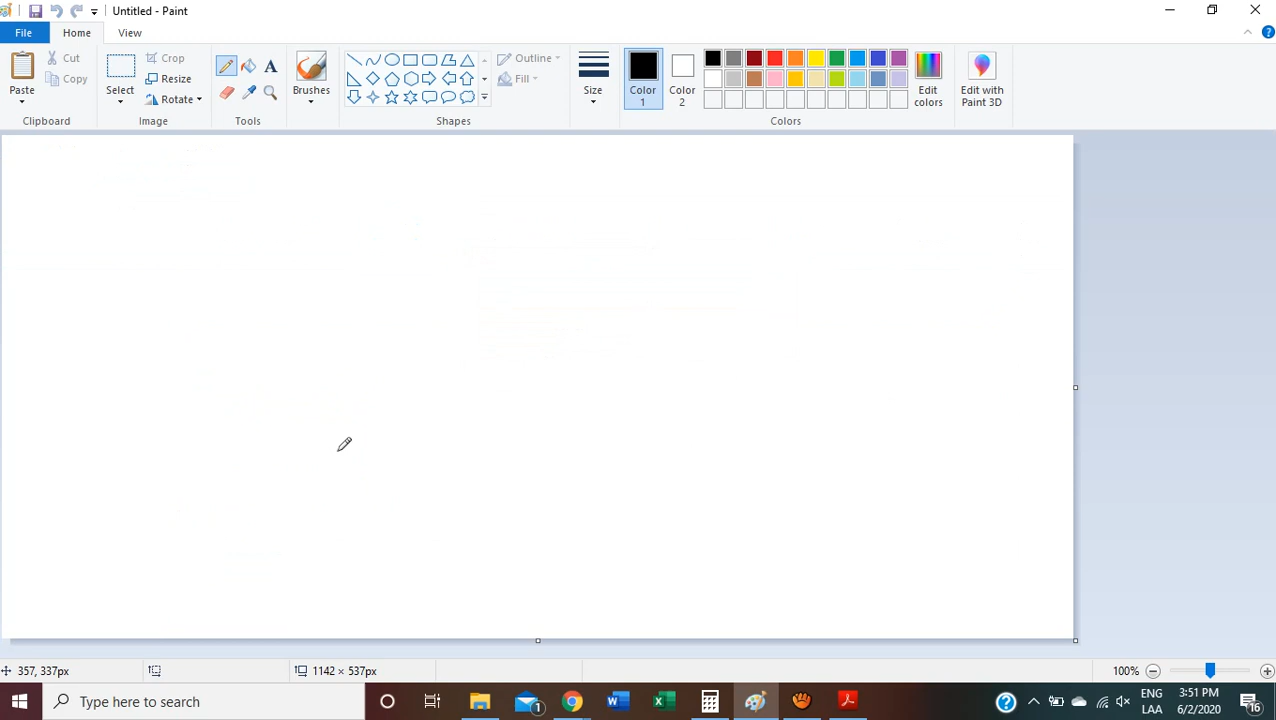 Untitled - Paint
File Home View
Paste Cut Copy
Clipboard
Select Crop Resize Rotate
Image
A
Tools
Brushes
Outline Fill
Shapes
Size
Color 1 Color 2
Edit colors
Colors
Edit with Paint 3D
357, 337px 1142 × 537px 100%
Type here to search
1
ENG LAA
3:51 PM
6/2/2020
16